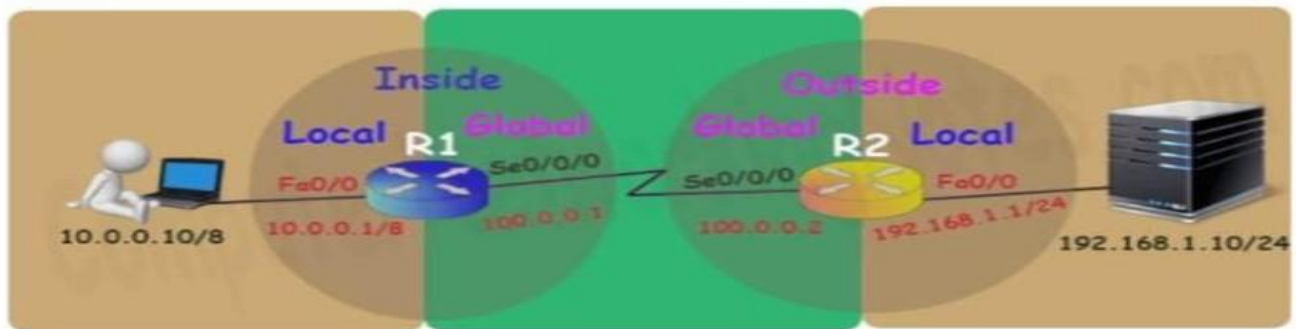 Inside
Outside
Local
Global
Global
Local
R1
R2
Se0/0/0
Se0/0/0
Fa0/0
Fa0/0
10.0.0.10/8
10.0.0.1/8
100.0.0.1
100.0.0.2
192.168.1.1/24
192.168.1.10/24